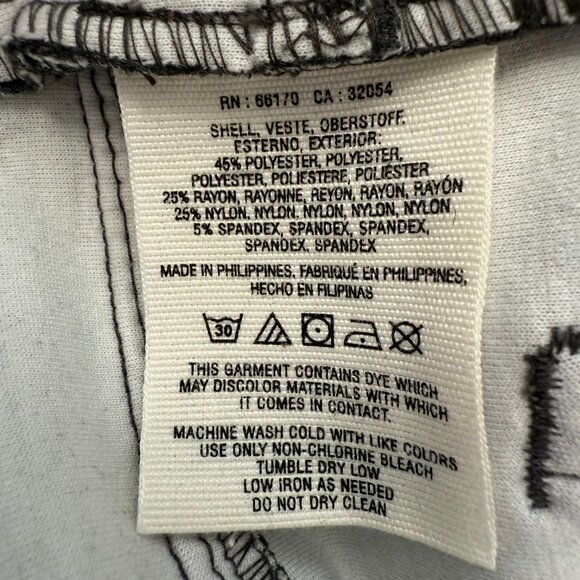 RN : 66170 CA : 32054
SHELL, VESTE, OBERSTOFF,
ESTERNO, EXTERIOR:
45% POLYESTER, POLYESTER,
POLYESTER, POLIESTERE, POLIÉSTER
25% RAYON, RAYONNE, REYON, RAYON, RAYÓN
25% NYLON, NYLON, NYLON, NYLON, NYLON
5% SPANDEX, SPANDEX, SPANDEX,
SPANDEX, SPANDEX
MADE IN PHILIPPINES, FABRIQUÉ EN PHILIPPINES,
HECHO EN FILIPINAS
30
THIS GARMENT CONTAINS DYE WHICH
MAY DISCOLOR MATERIALS WITH WHICH
IT COMES IN CONTACT.
MACHINE WASH COLD WITH LIKE COLORS
USE ONLY NON-CHLORINE BLEACH
TUMBLE DRY LOW
LOW IRON AS NEEDED
DO NOT DRY CLEAN